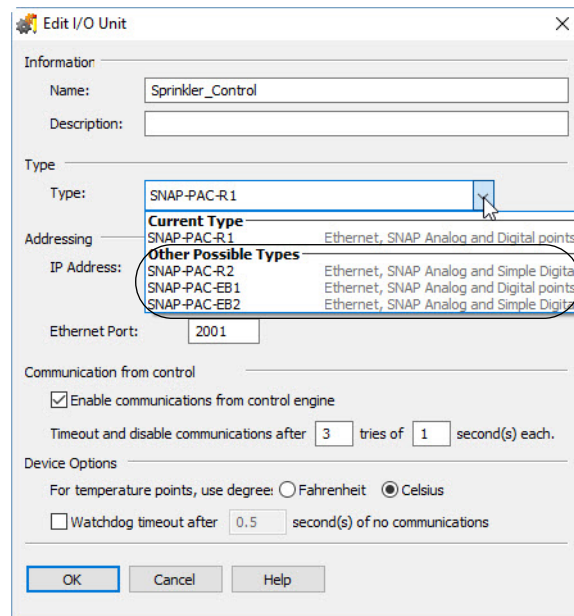 Edit I/O Unit
Information
Name: Sprinkler_Control
Description:
Type
Type: SNAP-PAC-R1
Current Type
SNAP-PAC-R1 Ethernet, SNAP Analog and Digital points
Other Possible Types
SNAP-PAC-R2 Ethernet, SNAP Analog and Simple Digita
SNAP-PAC-EB1 Ethernet, SNAP Analog and Digital points
SNAP-PAC-EB2 Ethernet, SNAP Analog and Simple Digita
Addressing
IP Address:
Ethernet Port: 2001
Communication from control
Enable communications from control engine
Timeout and disable communications after 3 tries of 1 second(s) each.
Device Options
For temperature points, use degree: Fahrenheit Celsius
Watchdog timeout after 0.5 second(s) of no communications
OK Cancel Help